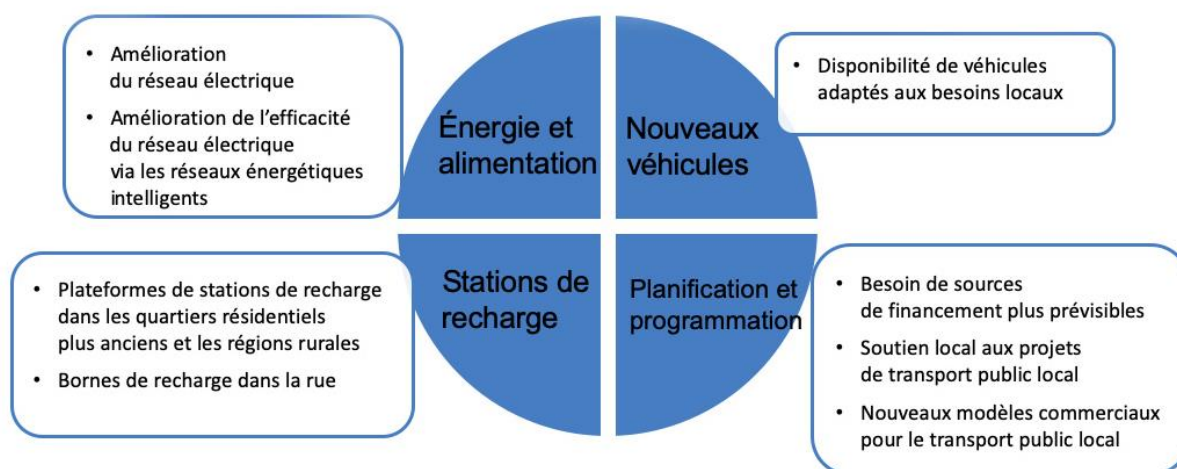 • Amélioration
du réseau électrique
• Amélioration de l’efficacité
du réseau électrique
via les réseaux énergétiques
intelligents
Énergie et
alimentation
Nouveaux
véhicules
• Disponibilité de véhicules
adaptés aux besoins locaux
• Plateformes de stations de recharge
dans les quartiers résidentiels
plus anciens et les régions rurales
• Bornes de recharge dans la rue
Stations de
recharge
Planification et
programmation
• Besoin de sources
de financement plus prévisibles
• Soutien local aux projets
de transport public local
• Nouveaux modèles commerciaux
pour le transport public local